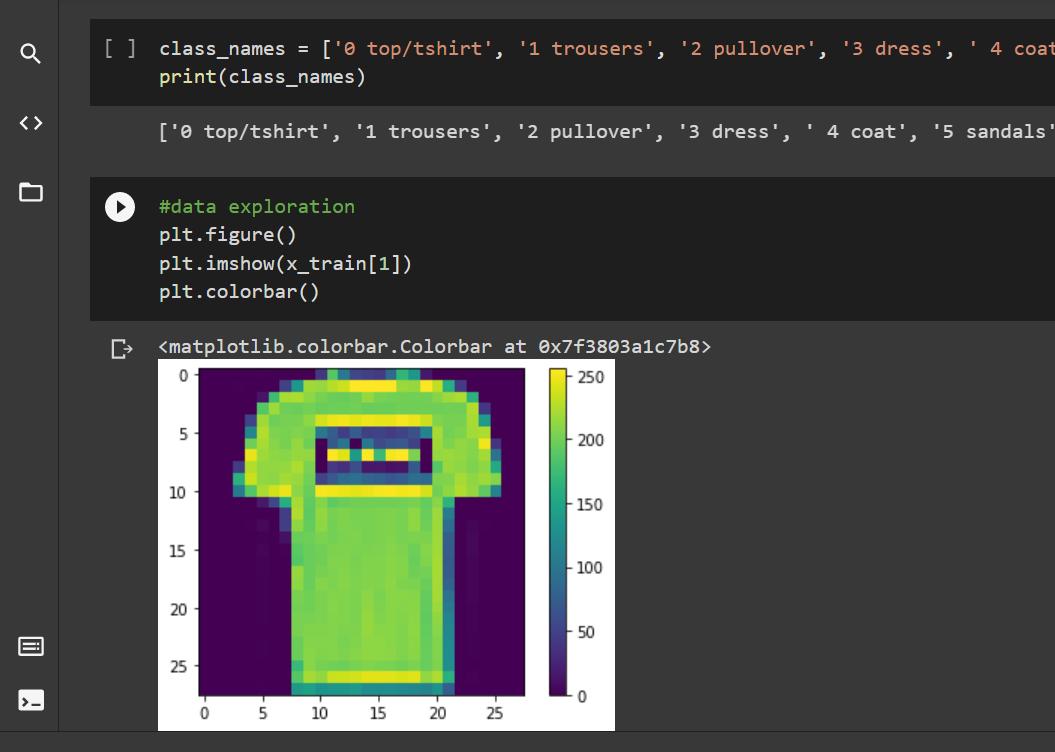 [ ] class_names = ['0 top/tshirt', '1 trousers', '2 pullover', '3 dress', ' 4 coat
print(class_names)
['0 top/tshirt', '1 trousers', '2 pullover', '3 dress', ' 4 coat', '5 sandals'
#data exploration
plt.figure()
plt.imshow(x_train[1])
plt.colorbar()
<matplotlib.colorbar.Colorbar at 0x7f3803a1c7b8>
0
5
10
15
20
25
0 5 10 15 20 25
250
200
150
100
50
0